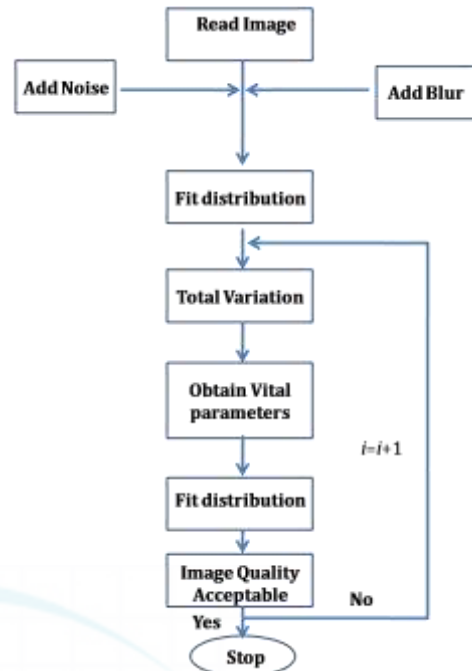 Read Image
Add Noise
Add Blur
Fit distribution
Total Variation
Obtain Vital
parameters
i=i+1
Fit distribution
Image Quality
Acceptable
No
Yes
Stop